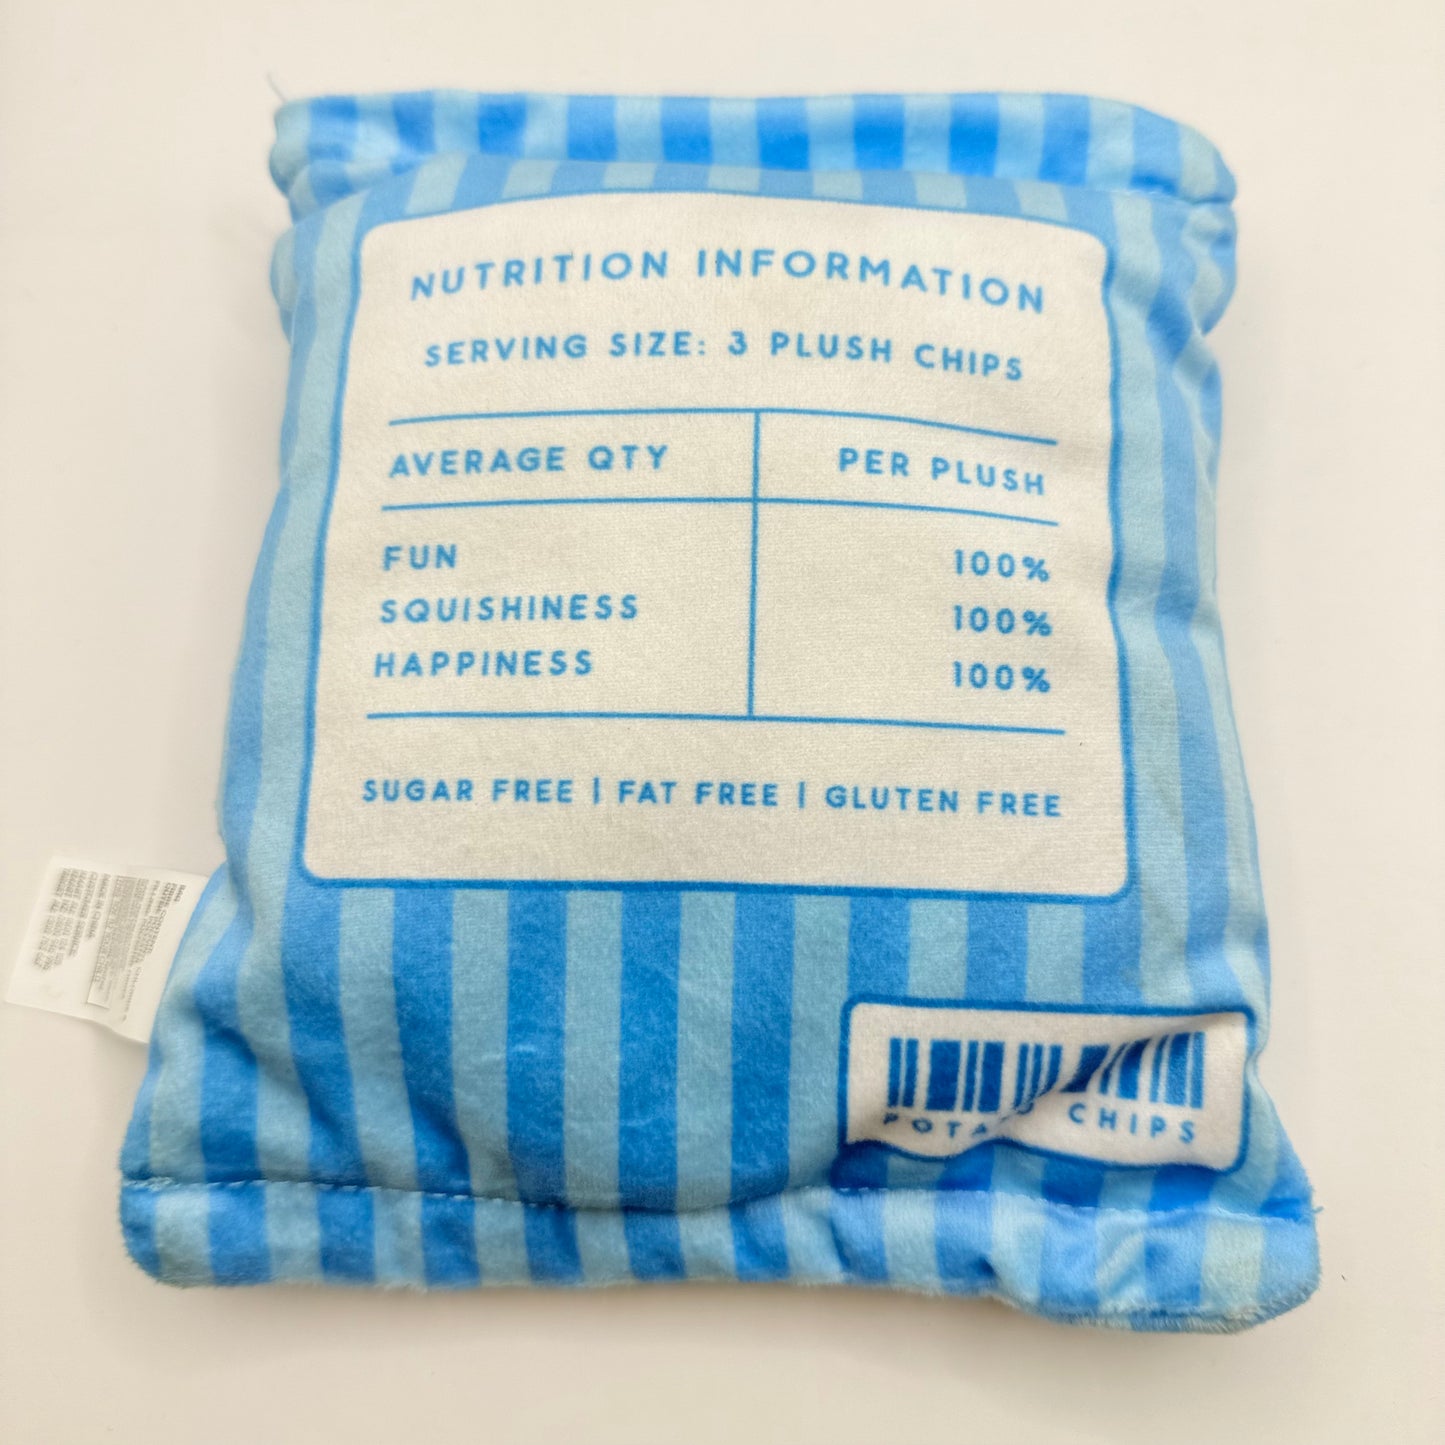 NUTRITION INFORMATION
SERVING SIZE: 3 PLUSH CHIPS
AVERAGE QTY PER PLUSH
FUN 100%
SQUISHINESS 100%
HAPPINESS 100%
SUGAR FREE | FAT FREE | GLUTEN FREE
CHIPS